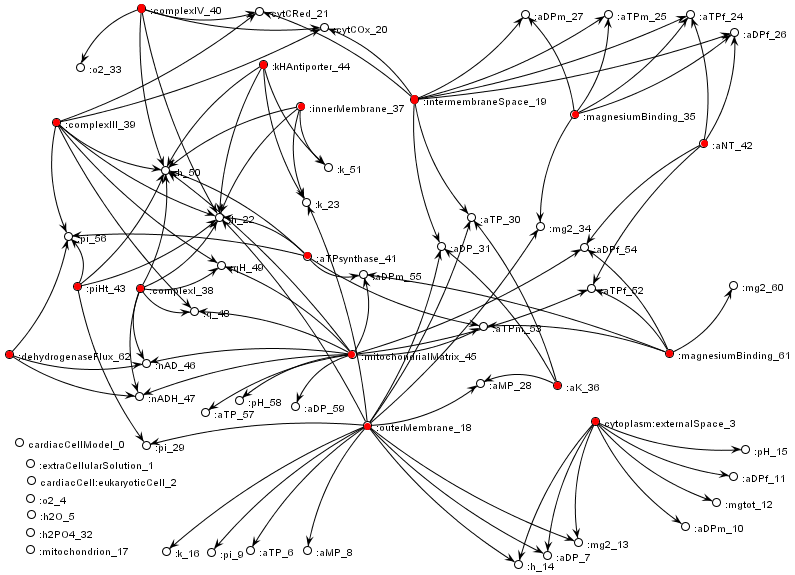 :complexIV_40
:cytCRed_21
:aDPm_27
:aTPm_25
:aTPf_24
:cytCOx_20
:aDPf_26
:o2_33
:kHAntiporter_44
:intermembraneSpace_19
:innerMembrane_37
:magnesiumBinding_35
:complexIII_39
:aNT_42
:h_50
:k_51
:k_23
:h_22
:aTP_30
:mg2_34
:pi_56
:aDP_31
:aDPf_54
:aTPsynthase_41
:qH_49
:aDPm_55
:piHt_43
:complexI_38
:aTPf_52
:mg2_60
:q_48
:aTPm_53
:dehydrogenaseFlux_62
:mitochondrialMatrix_45
:magnesiumBinding_61
:nAD_46
:aMP_28
:aK_36
:nADH_47
:pH_58
:aDP_59
:aTP_57
:outerMembrane_18
cytoplasm:externalSpace_3
cardiacCellModel_0
:pi_29
:pH_15
:extraCellularSolution_1
cardiacCell:eukaryoticCell_2
:aDPf_11
:o2_4
:mgtot_12
:h2O_5
:aDPm_10
:h2PO4_32
:mg2_13
:mitochondrion_17
:k_16
:pi_9
:aTP_6
:aMP_8
:aDP_7
:h_14